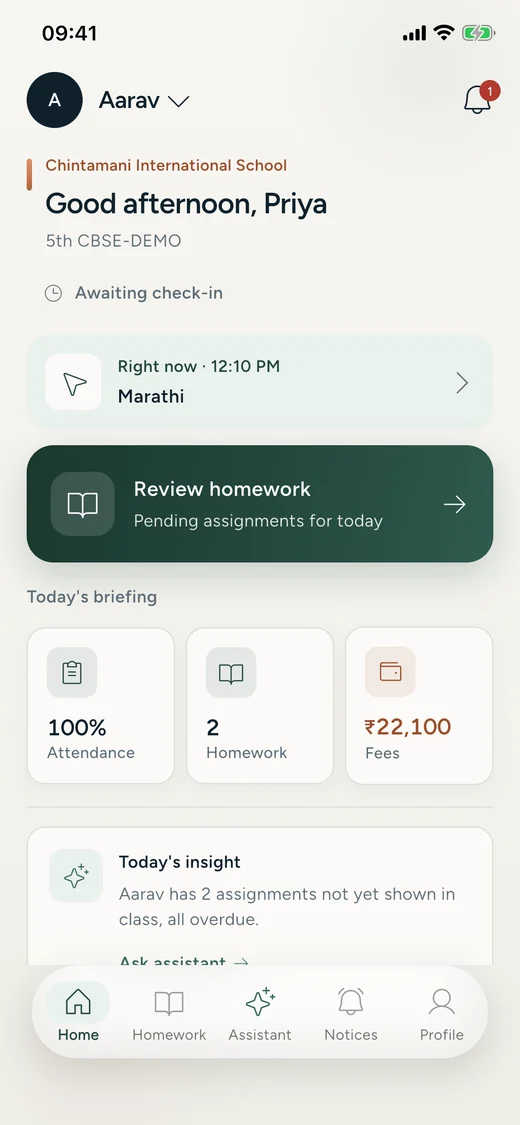 09:41
A
Aarav
1
Chintamani International School
Good afternoon, Priya
5th CBSE-DEMO
Awaiting check-in
Right now · 12:10 PM
Marathi
Review homework
Pending assignments for today
Today's briefing
100%
Attendance
2
Homework
₹22,100
Fees
Today's insight
Aarav has 2 assignments not yet shown in
class, all overdue.
Ask assistant →
Home
Homework
Assistant
Notices
Profile